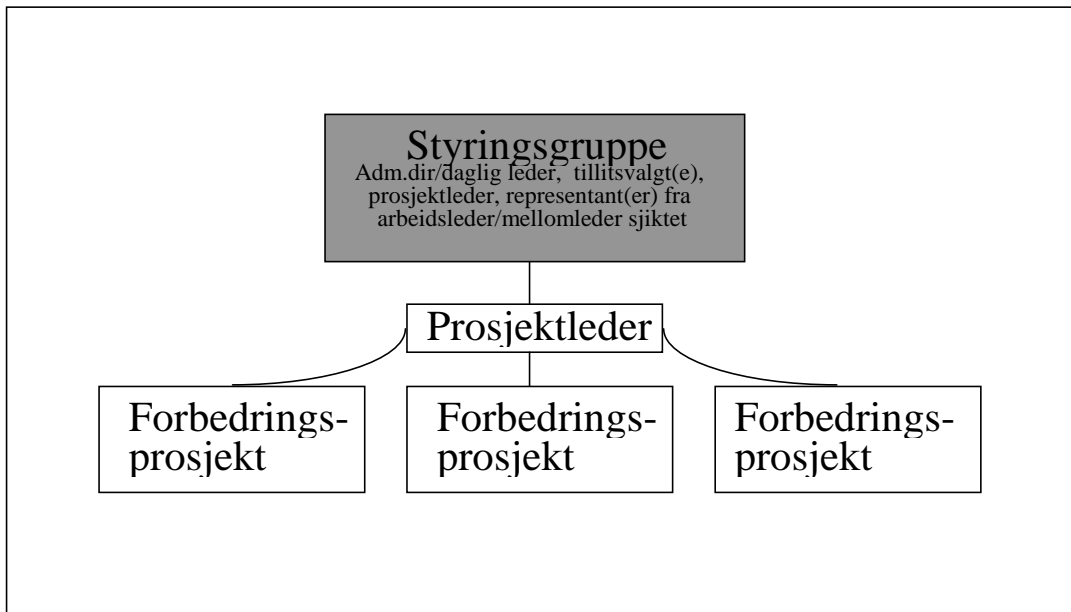 Styringsgruppe
Adm.dir/daglig leder, tillitsvalgt(e),
prosjektleder, representant(er) fra
arbeidsleder/mellomleder sjiktet
Prosjektleder
Forbedrings-
prosjekt
Forbedrings-
prosjekt
Forbedrings-
prosjekt